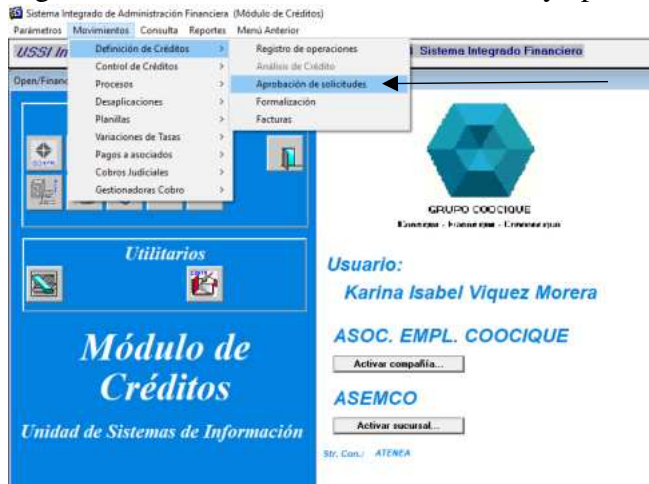 Sistema Integrado de Administración Financiera (Módulo de Créditos)
Parámetros Movimientos Consulta Reportes Menú Anterior
USSI In
Sistema Integrado Financiero
Definición de Créditos >
Control de Créditos >
Procesos >
Desaplicaciones >
Planillas >
Variaciones de Tasas >
Pagos a asociados >
Cobros Judiciales >
Gestionadoras Cobro >
Registro de operaciones
Análisis de Crédito
Aprobación de solicitudes
Formalización
Facturas
Open/Financ
GRUPO COOCIQUE
Utilitarios
Módulo de
Créditos
Unidad de Sistemas de Información
Usuario:
Karina Isabel Viquez Morera
ASOC. EMPL. COOCIQUE
Activar compañía...
ASEMCO
Activar sucursal...
Str. Con.: ATENEA